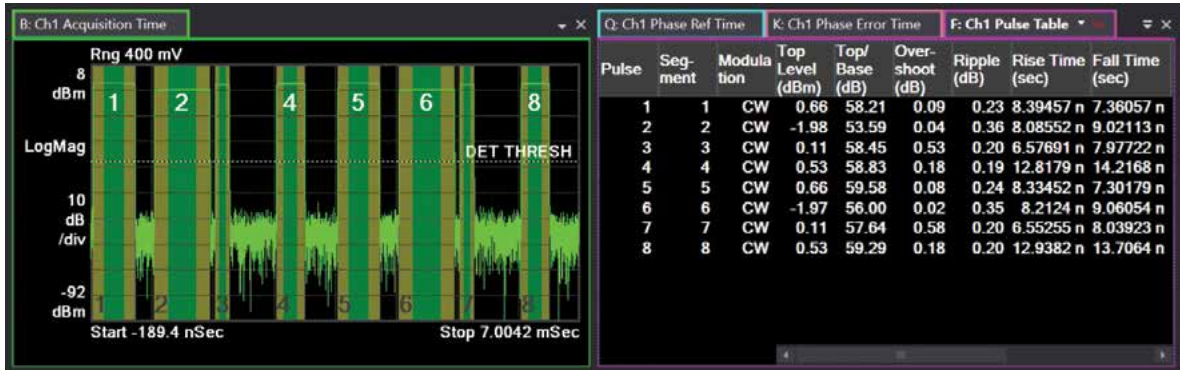 B: Ch1 Acquisition Time
Rng 400 mV
8
dBm
LogMag
10
dB
/div
-92
dBm
1 2 4 5 6 8
DET THRESH
1 2 3 4 5 6 7 8
Start -189.4 nSec Stop 7.0042 mSec
Q: Ch1 Phase Ref Time K: Ch1 Phase Error Time F: Ch1 Pulse Table
Pulse Seg-ment Modula tion Top Level (dBm) Top/ Base (dB) Over-shoot (dB) Ripple (dB) Rise Time (sec) Fall Time (sec)
1 1 CW 0.66 58.21 0.09 0.23 8.39457 n 7.36057 n
2 2 CW -1.98 53.59 0.04 0.36 8.08552 n 9.02113 n
3 3 CW 0.11 58.45 0.53 0.20 6.57691 n 7.97722 n
4 4 CW 0.53 58.83 0.18 0.19 12.8179 n 14.2168 n
5 5 CW 0.66 59.58 0.08 0.24 8.33452 n 7.30179 n
6 6 CW -1.97 56.00 0.02 0.35 8.2124 n 9.06054 n
7 7 CW 0.11 57.64 0.58 0.20 6.55255 n 8.03923 n
8 8 CW 0.53 59.29 0.18 0.20 12.9382 n 13.7064 n